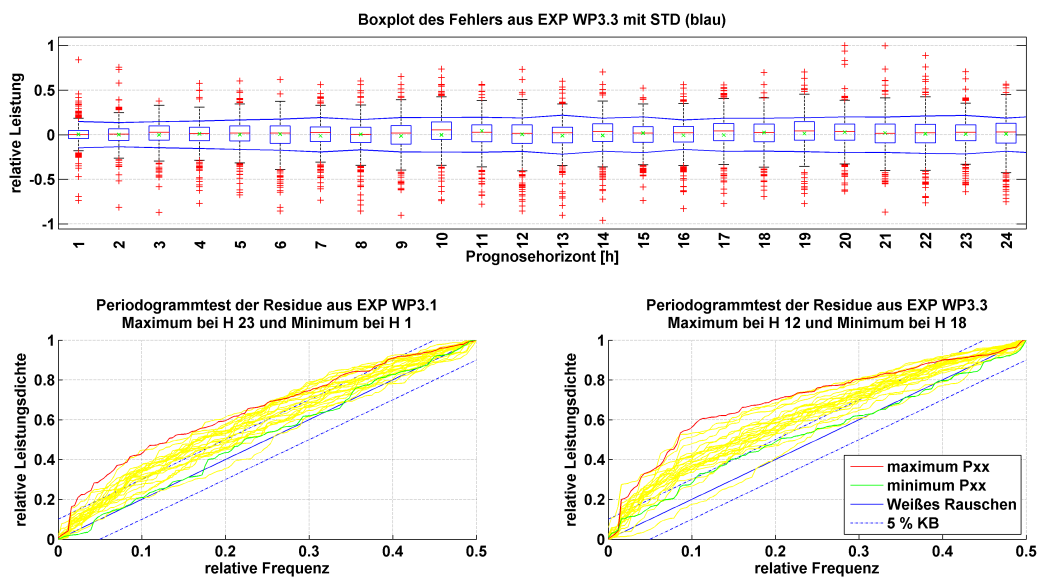 Boxplot des Fehlers aus EXP WP3.3 mit STD (blau)
relative Leistung
1
0.5
0
-0.5
-1
1 2 3 4 5 6 7 8 9 10 11 12 13 14 15 16 17 18 19 20 21 22 23 24
Prognosehorizont [h]
Periodogrammtest der Residue aus EXP WP3.1
Maximum bei H 23 und Minimum bei H 1
relative Leistungsdichte
1
0.8
0.6
0.4
0.2
0
0 0.1 0.2 0.3 0.4 0.5
relative Frequenz
Periodogrammtest der Residue aus EXP WP3.3
Maximum bei H 12 und Minimum bei H 18
relative Leistungsdichte
1
0.8
0.6
0.4
0.2
0
maximum Pxx
minimum Pxx
Weißes Rauschen
5 % KB
0 0.1 0.2 0.3 0.4 0.5
relative Frequenz